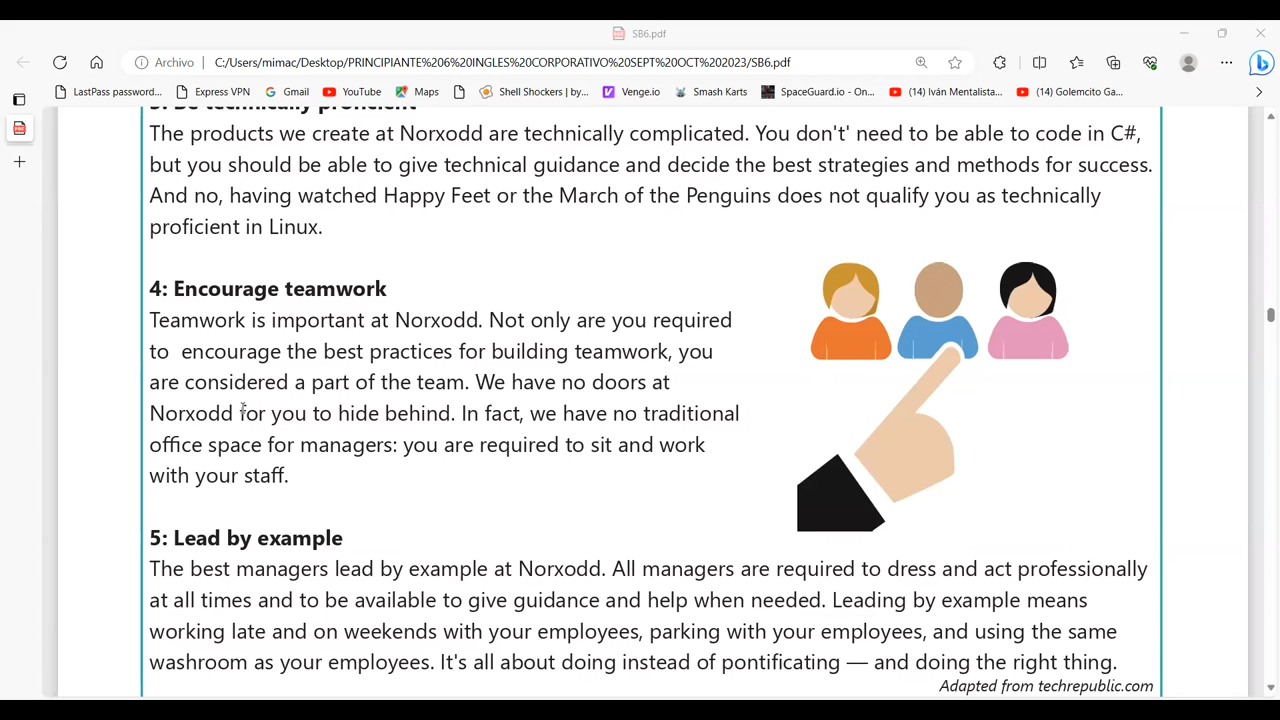 SB6.pdf
Archivo C:/Users/mimac/Desktop/PRINCIPIANTE%206%20INGLES%20CORPORATIVO%20SEPT%20OCT%202023/SB6.pdf
LastPass password... Express VPN Gmail YouTube Maps Shell Shockers | by... Venge.io Smash Karts SpaceGuard.io - On... (14) Iván Mentalista... (14) Golemcito Ga...
3: Be technically proficient
The products we create at Norxodd are technically complicated. You don't' need to be able to code in C#,
but you should be able to give technical guidance and decide the best strategies and methods for success.
And no, having watched Happy Feet or the March of the Penguins does not qualify you as technically
proficient in Linux.
4: Encourage teamwork
Teamwork is important at Norxodd. Not only are you required
to  encourage the best practices for building teamwork, you
are considered a part of the team. We have no doors at
Norxodd for you to hide behind. In fact, we have no traditional
office space for managers: you are required to sit and work
with your staff.
5: Lead by example
The best managers lead by example at Norxodd. All managers are required to dress and act professionally
at all times and to be available to give guidance and help when needed. Leading by example means
working late and on weekends with your employees, parking with your employees, and using the same
washroom as your employees. It's all about doing instead of pontificating — and doing the right thing.
Adapted from techrepublic.com